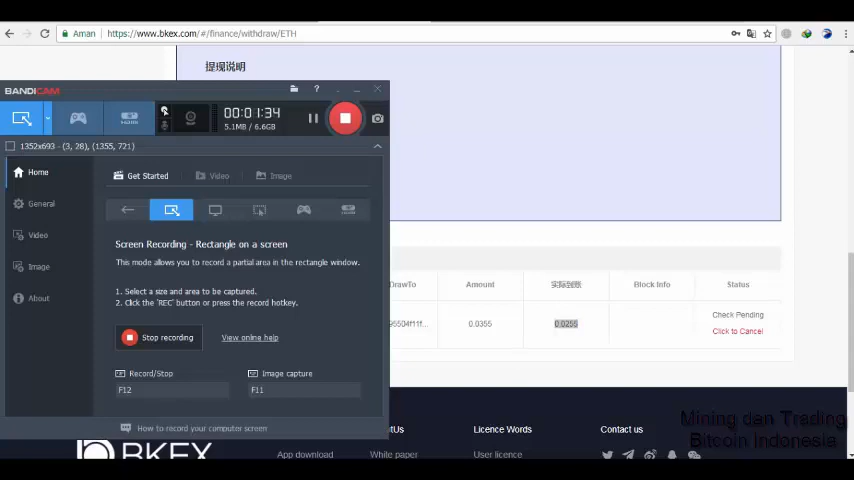 Aman
https://www.bkex.com/#/finance/withdraw/ETH
提现说明
BANDICAM
00:01:34
5.1MB / 6.6GB
1352x693 - (3, 28), (1355, 721)
Home
General
Video
Image
About
Get Started
Video
Image
Screen Recording - Rectangle on a screen
This mode allows you to record a partial area in the rectangle window.
1. Select a size and area to be captured.
2. Click the 'REC' button or press the record hotkey.
Stop recording
View online help
Record/Stop
Image capture
F12
F11
How to record your computer screen
DrawTo
Amount
实际到账
Block Info
Status
95504f11f...
0.0355
0.0255
Check Pending
Click to Cancel
Mining dan Trading
Bitcoin Indonesia
BKEX
tUs
Licence Words
Contact us
App download
White paper
User licence